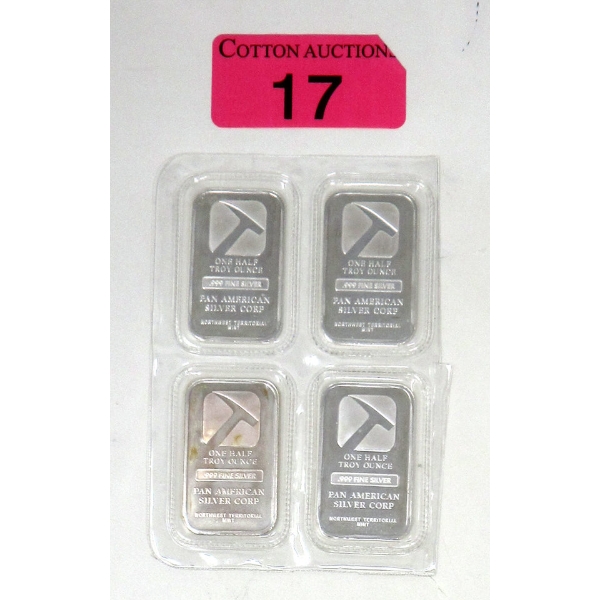 COTTON AUCTIONS
17
ONE HALF
TROY OUNCE
.999 FINE SILVER
PAN AMERICAN
SILVER CORP
NORTHWEST TERRITORIAL
MINT
ONE HALF
TROY OUNCE
.999 FINE SILVER
PAN AMERICAN
SILVER CORP
NORTHWEST TERRITORIAL
MINT
ONE HALF
TROY OUNCE
.999 FINE SILVER
PAN AMERICAN
SILVER CORP
NORTHWEST TERRITORIAL
MINT
ONE HALF
TROY OUNCE
.999 FINE SILVER
PAN AMERICAN
SILVER CORP
NORTHWEST TERRITORIAL
MINT